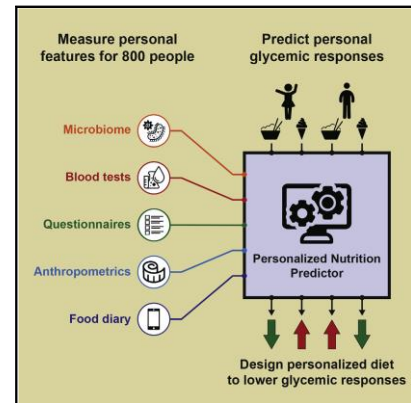 Measure personal
features for 800 people
Predict personal
glycemic responses
Microbiome
Blood tests
Questionnaires
Anthropometrics
Food diary
Personalized Nutrition
Predictor
Design personalized diet
to lower glycemic responses